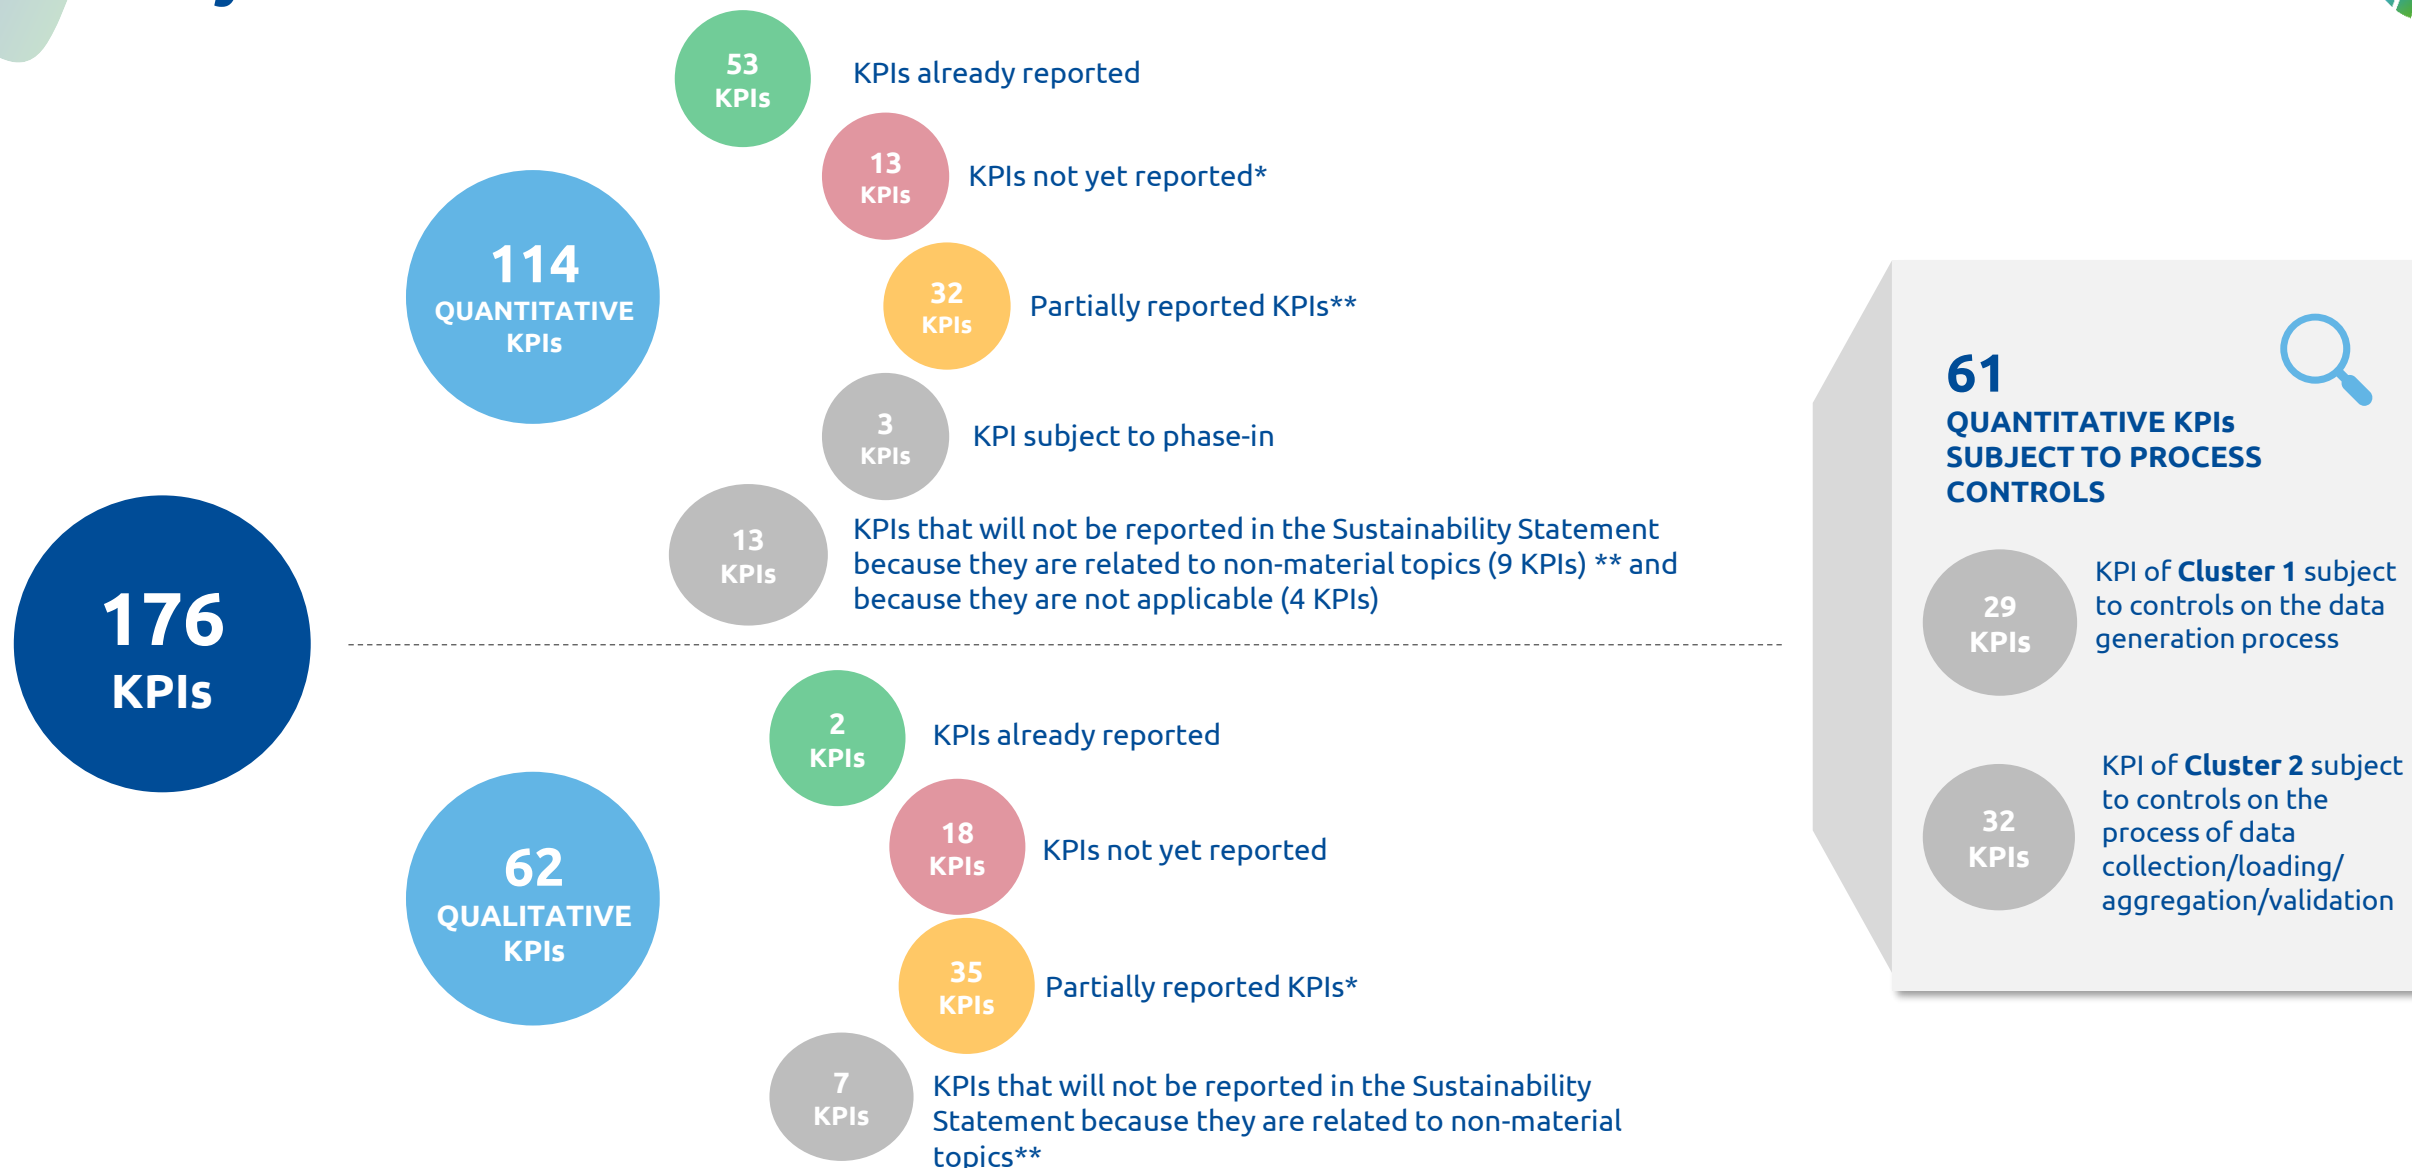 176
KPIs
114
QUANTITATIVE
KPIs
53
KPIs
KPIs already reported
13
KPIs
KPIs not yet reported*
32
KPIs
Partially reported KPIs**
3
KPIs
KPI subject to phase-in
13
KPIs
KPIs that will not be reported in the Sustainability Statement
because they are related to non-material topics (9 KPIs) ** and
because they are not applicable (4 KPIs)
62
QUALITATIVE
KPIs
2
KPIs
KPIs already reported
18
KPIs
KPIs not yet reported
35
KPIs
Partially reported KPIs*
7
KPIs
KPIs that will not be reported in the Sustainability
Statement because they are related to non-material
topics**
61
QUANTITATIVE KPIs
SUBJECT TO PROCESS
CONTROLS
29
KPIs
KPI of Cluster 1 subject
to controls on the data
generation process
32
KPIs
KPI of Cluster 2 subject
to controls on the
process of data
collection/loading/
aggregation/validation